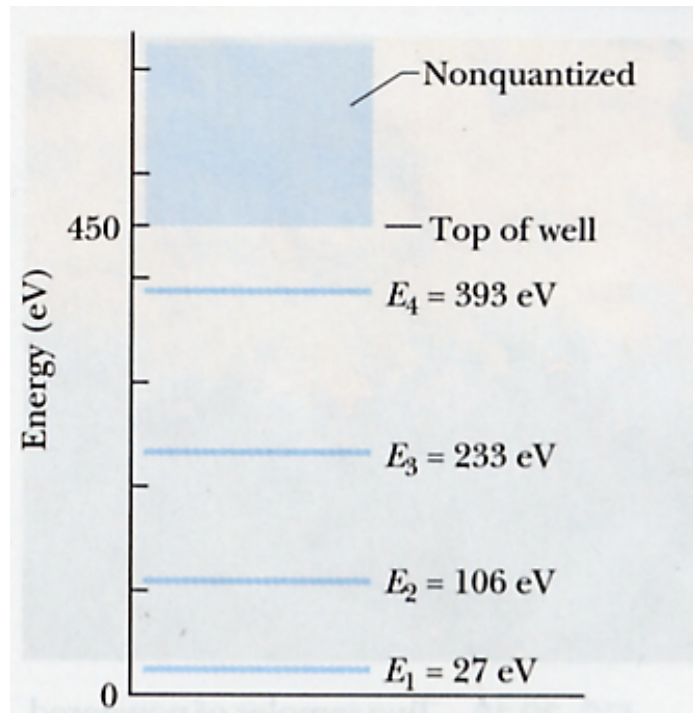 Nonquantized
450
Top of well
E₄ = 393 eV
Energy (eV)
E₃ = 233 eV
E₂ = 106 eV
E₁ = 27 eV
0